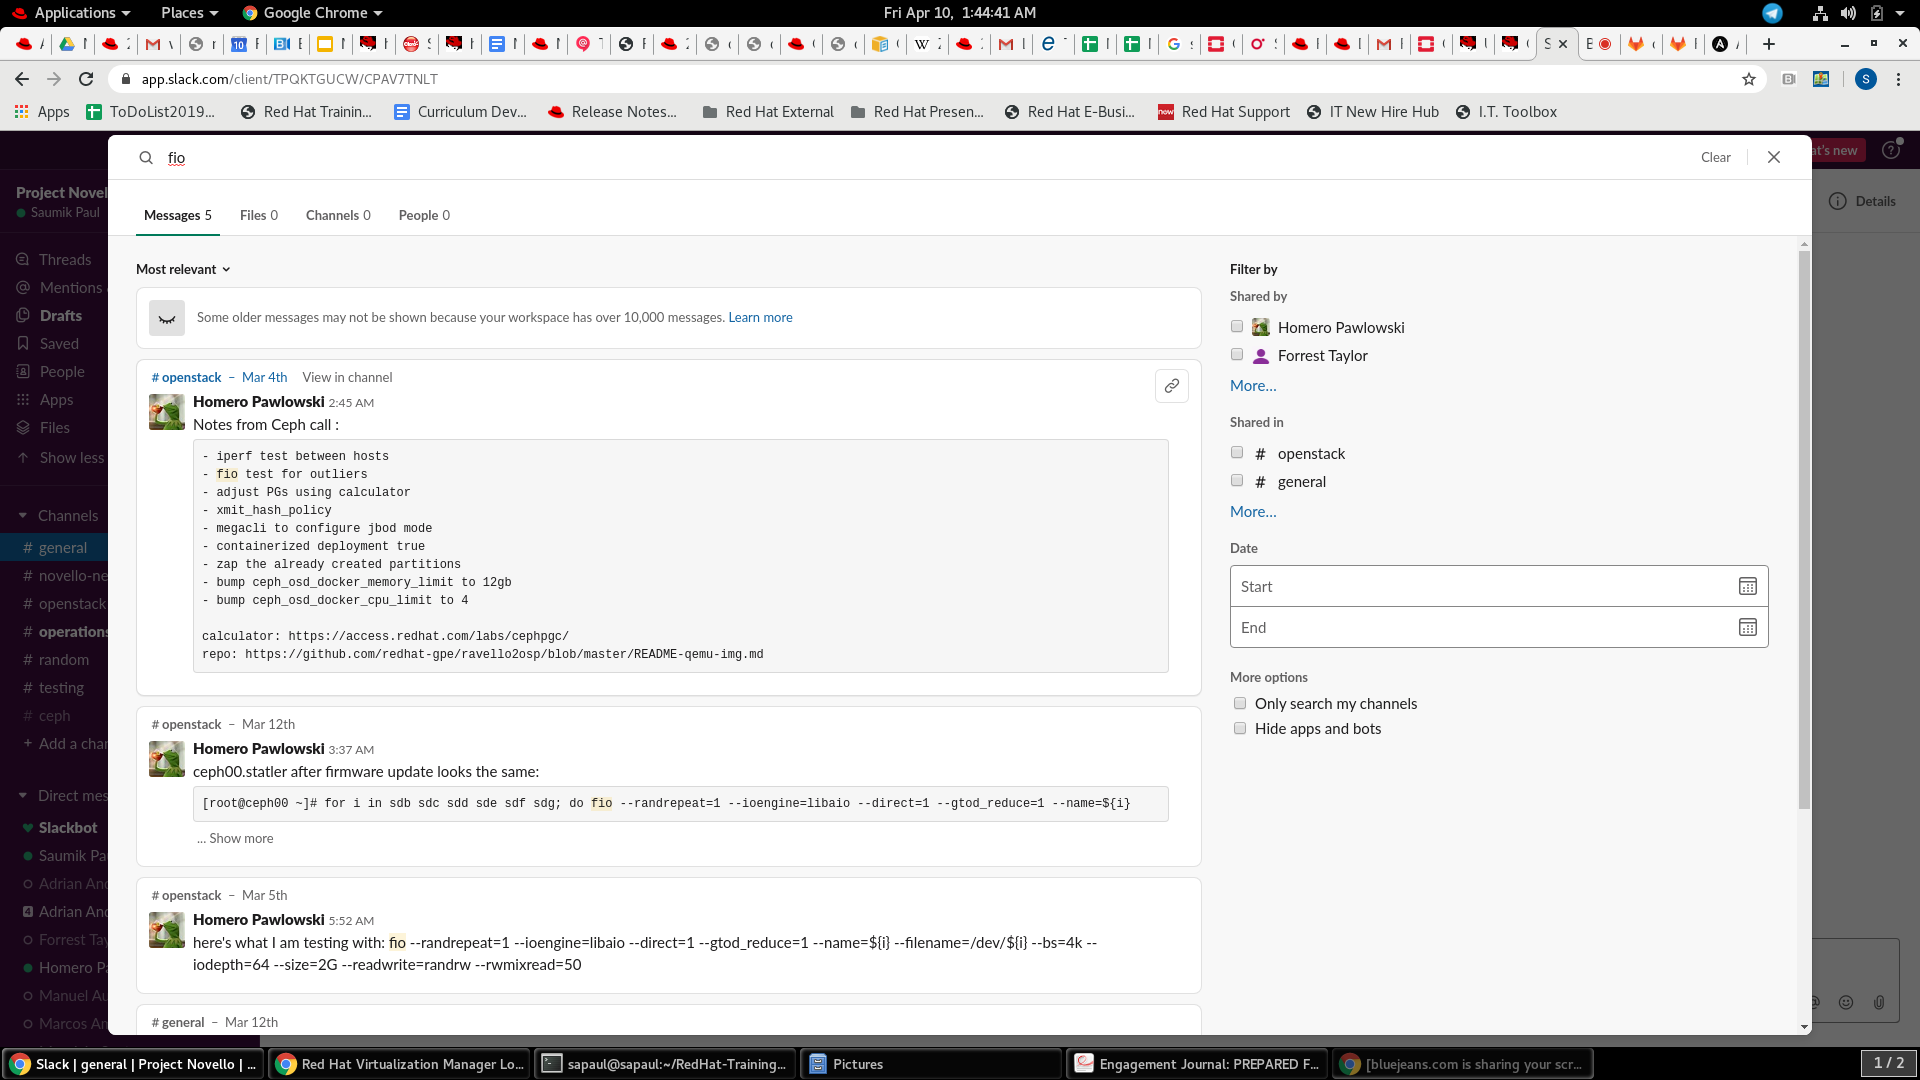 Applications
Places
Google Chrome
Fri Apr 10, 1:44:41 AM
app.slack.com/client/TPQKTGUCW/CPAV7TNLT
Apps
ToDoList2019...
Red Hat Trainin...
Curriculum Dev...
Release Notes...
Red Hat External
Red Hat Presen...
Red Hat E-Busi...
Red Hat Support
IT New Hire Hub
I.T. Toolbox
fio
Clear
at's new
Project Novel
Saumik Paul
Messages 5
Files 0
Channels 0
People 0
Details
Threads
Mentions &
Drafts
Saved
People
Apps
Files
Show less
Channels
# general
# novello-ne
# openstack
# operations
# random
# testing
# ceph
+ Add a chan
Direct mes
Slackbot
Saumik Pau
Adrian And
4 Adrian And
Forrest Tay
Homero Pa
Manuel Au
Marcos Am
Most relevant
Some older messages may not be shown because your workspace has over 10,000 messages. Learn more
# openstack – Mar 4th View in channel
Homero Pawlowski 2:45 AM
Notes from Ceph call :
- iperf test between hosts
- fio test for outliers
- adjust PGs using calculator
- xmit_hash_policy
- megacli to configure jbod mode
- containerized deployment true
- zap the already created partitions
- bump ceph_osd_docker_memory_limit to 12gb
- bump ceph_osd_docker_cpu_limit to 4
calculator: https://access.redhat.com/labs/cephpgc/
repo: https://github.com/redhat-gpe/ravello2osp/blob/master/README-qemu-img.md
# openstack – Mar 12th
Homero Pawlowski 3:37 AM
ceph00.statler after firmware update looks the same:
[root@ceph00 ~]# for i in sdb sdc sdd sde sdf sdg; do fio --randrepeat=1 --ioengine=libaio --direct=1 --gtod_reduce=1 --name=${i}
... Show more
# openstack – Mar 5th
Homero Pawlowski 5:52 AM
here's what I am testing with: fio --randrepeat=1 --ioengine=libaio --direct=1 --gtod_reduce=1 --name=${i} --filename=/dev/${i} --bs=4k --
iodepth=64 --size=2G --readwrite=randrw --rwmixread=50
# general – Mar 12th
Filter by
Shared by
Homero Pawlowski
Forrest Taylor
More...
Shared in
# openstack
# general
More...
Date
Start
End
More options
Only search my channels
Hide apps and bots
Slack | general | Project Novello | ...
Red Hat Virtualization Manager Lo...
sapaul@sapaul:~/RedHat-Training...
Pictures
Engagement Journal: PREPARED F...
[bluejeans.com is sharing your scr...
1 / 2